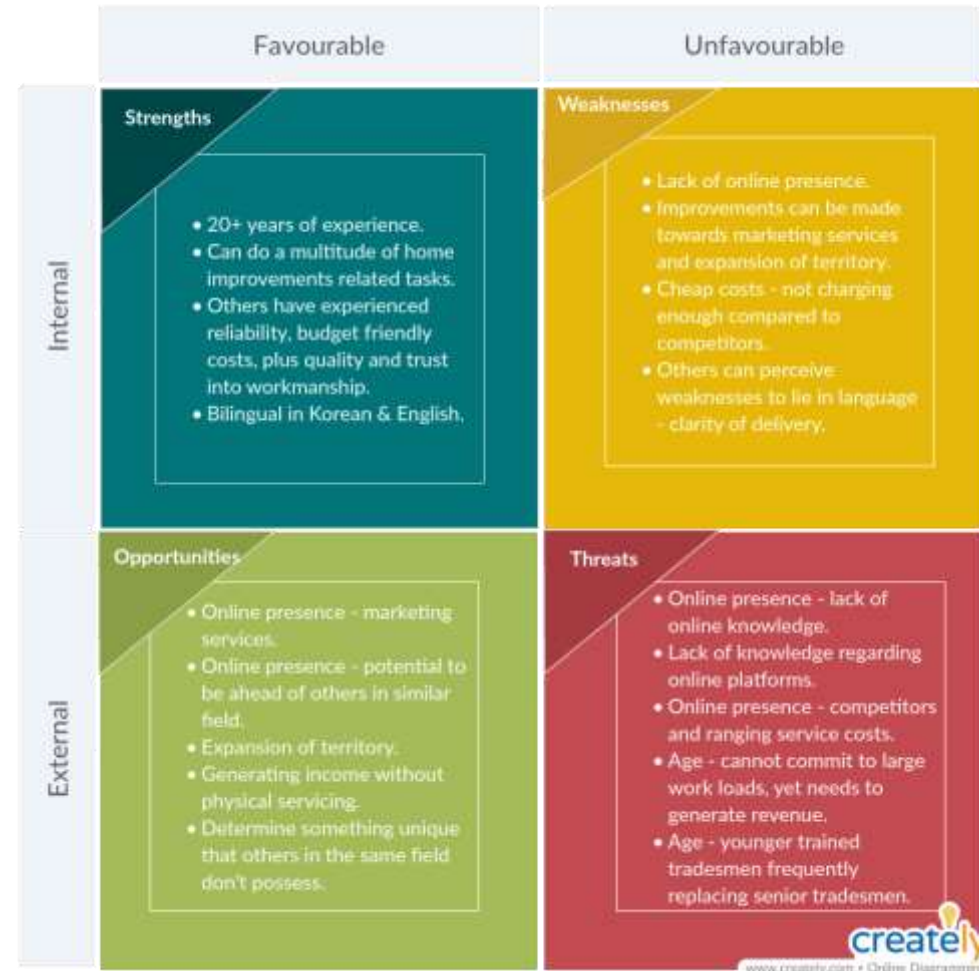 Favourable
Unfavourable
Internal
Strengths
• 20+ years of experience.
• Can do a multitude of home
improvements related tasks.
• Others have experienced
reliability, budget friendly
costs, plus quality and trust
into workmanship.
• Bilingual in Korean & English.
Weaknesses
• Lack of online presence.
• Improvements can be made
towards marketing services
and expansion of territory.
• Cheap costs - not charging
enough compared to
competitors.
• Others can perceive
weaknesses to lie in language
- clarity of delivery.
External
Opportunities
• Online presence - marketing
services.
• Online presence - potential to
be ahead of others in similar
field.
• Expansion of territory.
• Generating income without
physical servicing.
• Determine something unique
that others in the same field
don't possess.
Threats
• Online presence - lack of
online knowledge.
• Lack of knowledge regarding
online platforms.
• Online presence - competitors
and ranging service costs.
• Age - cannot commit to large
work loads, yet needs to
generate revenue.
• Age - younger trained
tradesmen frequently
replacing senior tradesmen.
creately
www.creately.com • Online Diagramming